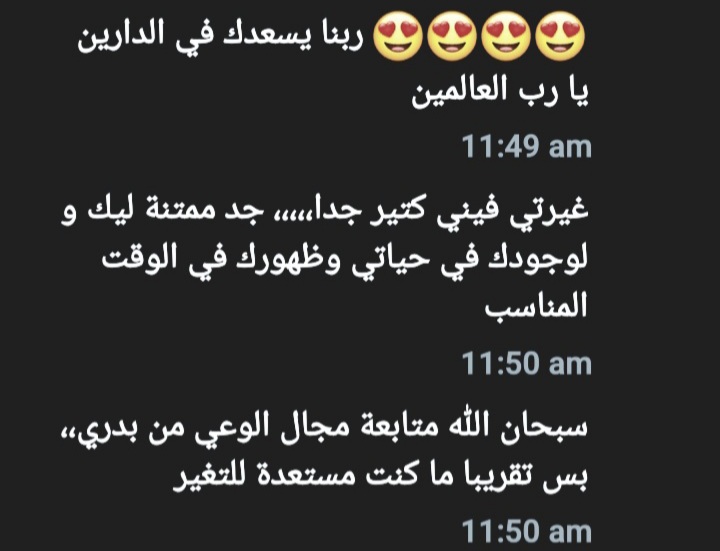 😍😍😍😍 ربنا يسعدك في الدارين
يا رب العالمين
11:49 am
غيرتي فيني كتير جدا،،،،، جد ممتنة ليك و
لوجودك في حياتي وظهورك في الوقت
المناسب
11:50 am
سبحان الله متابعة مجال الوعي من بدري،،
بس تقريبا ما كنت مستعدة للتغير
11:50 am